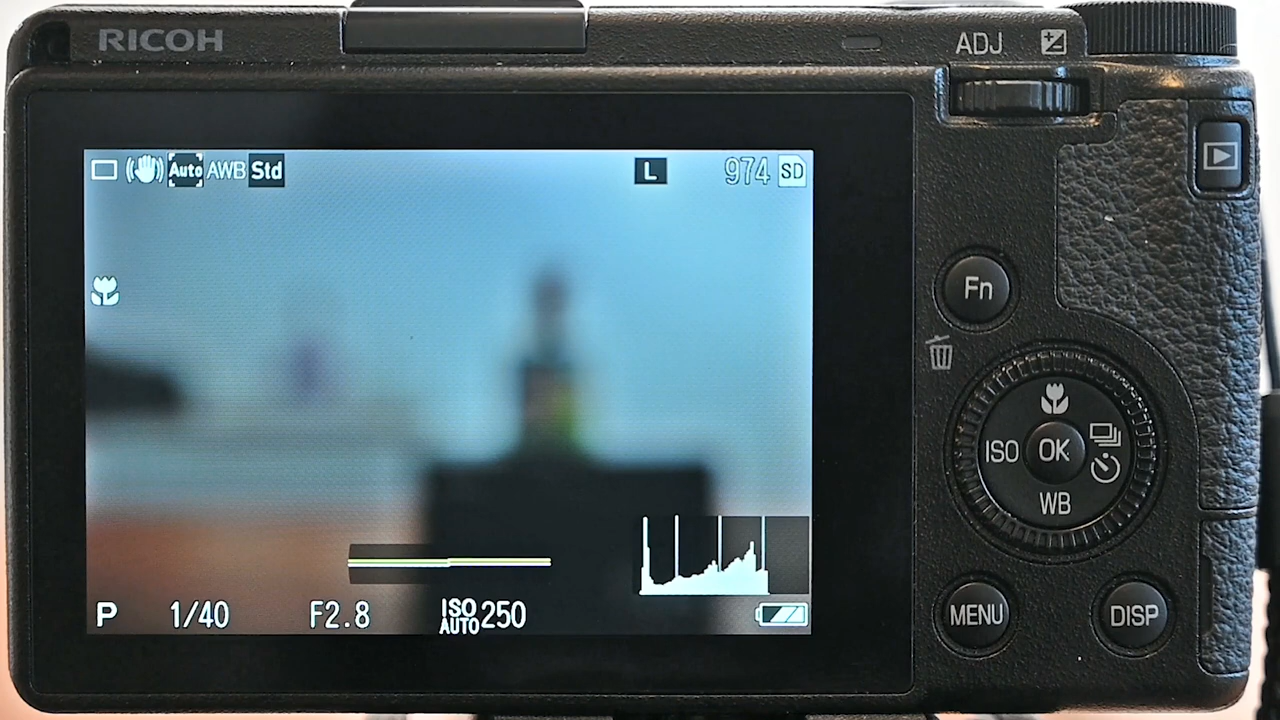 RICOH
ADJ
Auto AWB Std
L
974 SD
Fn
ISO OK
WB
P 1/40 F2.8 ISO AUTO 250
MENU
DISP